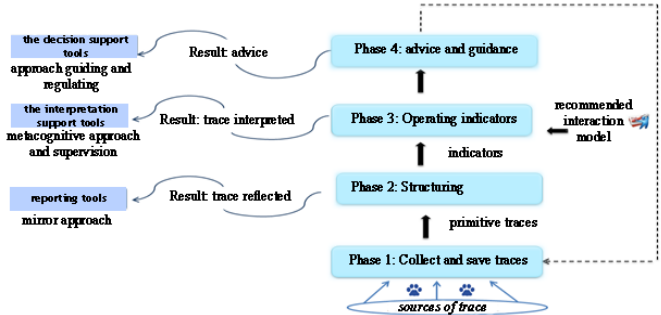 the decision support
tools
approach guiding and
regulating
Result: advice
Phase 4: advice and guidance
the interpretation
support tools
metacognitive approach
and supervision
Result: trace interpreted
Phase 3: Operating indicators
recommended
interaction
model
indicators
reporting tools
mirror approach
Result: trace reflected
Phase 2: Structuring
primitive traces
Phase 1: Collect and save traces
sources of trace